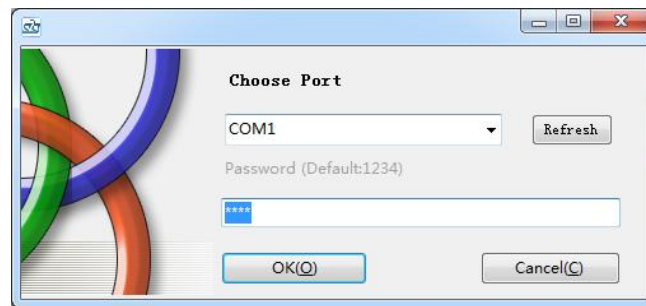 Choose Port
COM1
Refresh
Password (Default:1234)
****
OK(O)
Cancel(C)